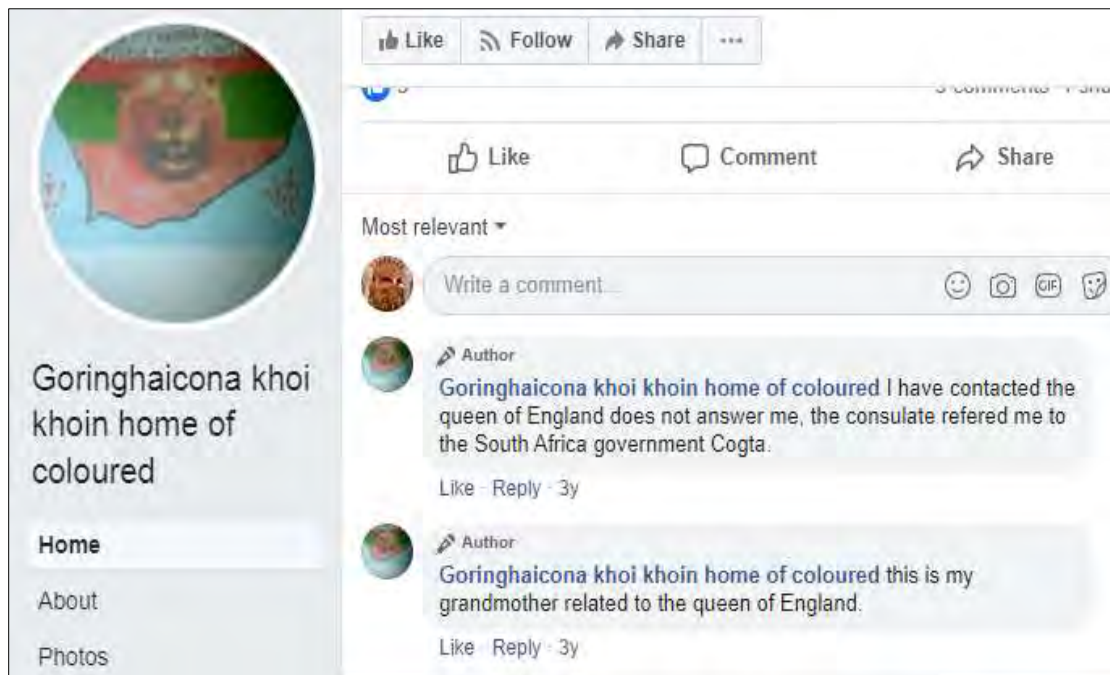 Goringhaicona khoi
khoin home of
coloured
Home
About
Photos
Like Follow Share
Like Comment Share
Most relevant
Write a comment...
GIF
Author
Goringhaicona khoi khoin home of coloured I have contacted the
queen of England does not answer me, the consulate refered me to
the South Africa government Cogta.
Like · Reply · 3y
Author
Goringhaicona khoi khoin home of coloured this is my
grandmother related to the queen of England.
Like · Reply · 3y